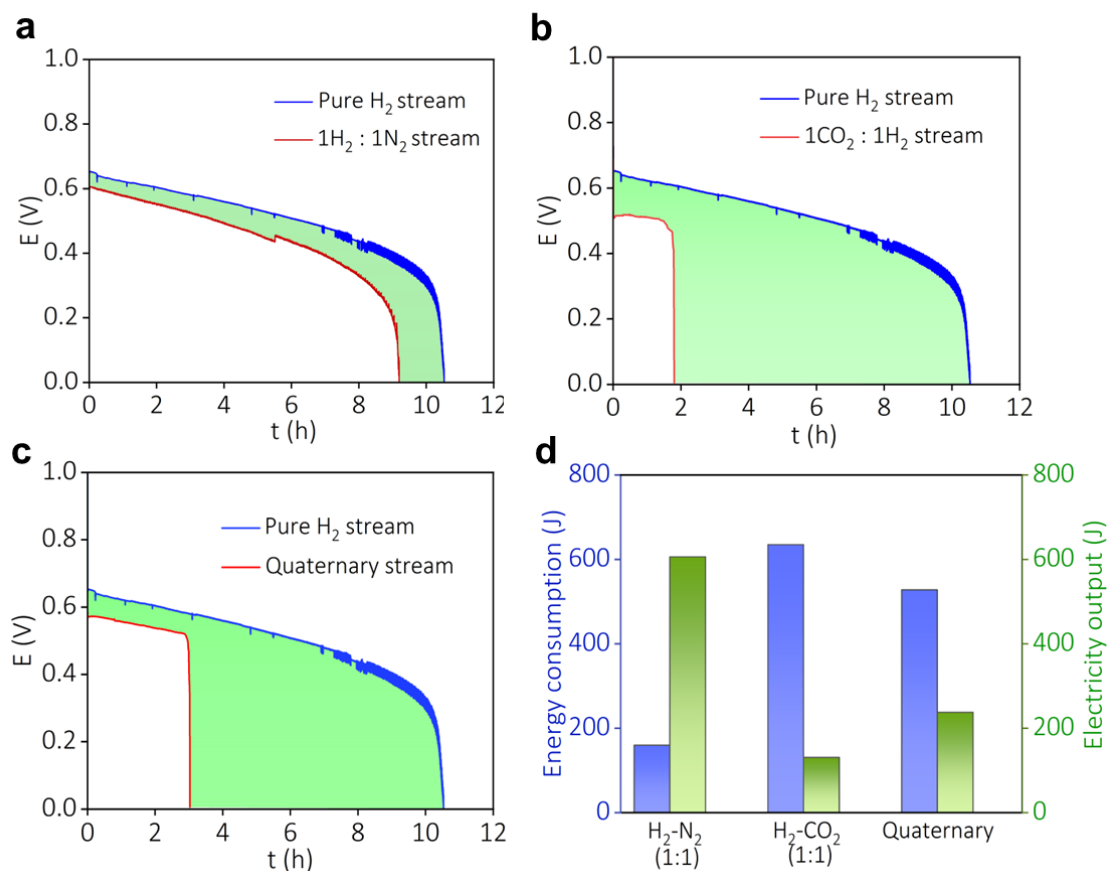 a
1.0
0.8
0.6
0.4
0.2
0.0
E (V)
Pure H₂ stream
1H₂ : 1N₂ stream
0 2 4 6 8 10 12
t (h)
b
1.0
0.8
0.6
0.4
0.2
0.0
E (V)
Pure H₂ stream
1CO₂ : 1H₂ stream
0 2 4 6 8 10 12
t (h)
c
1.0
0.8
0.6
0.4
0.2
0.0
E (V)
Pure H₂ stream
Quaternary stream
0 2 4 6 8 10 12
t (h)
d
800
600
400
200
0
Energy consumption (J)
800
600
400
200
0
Electricity output (J)
H₂-N₂
(1:1)
H₂-CO₂
(1:1)
Quaternary